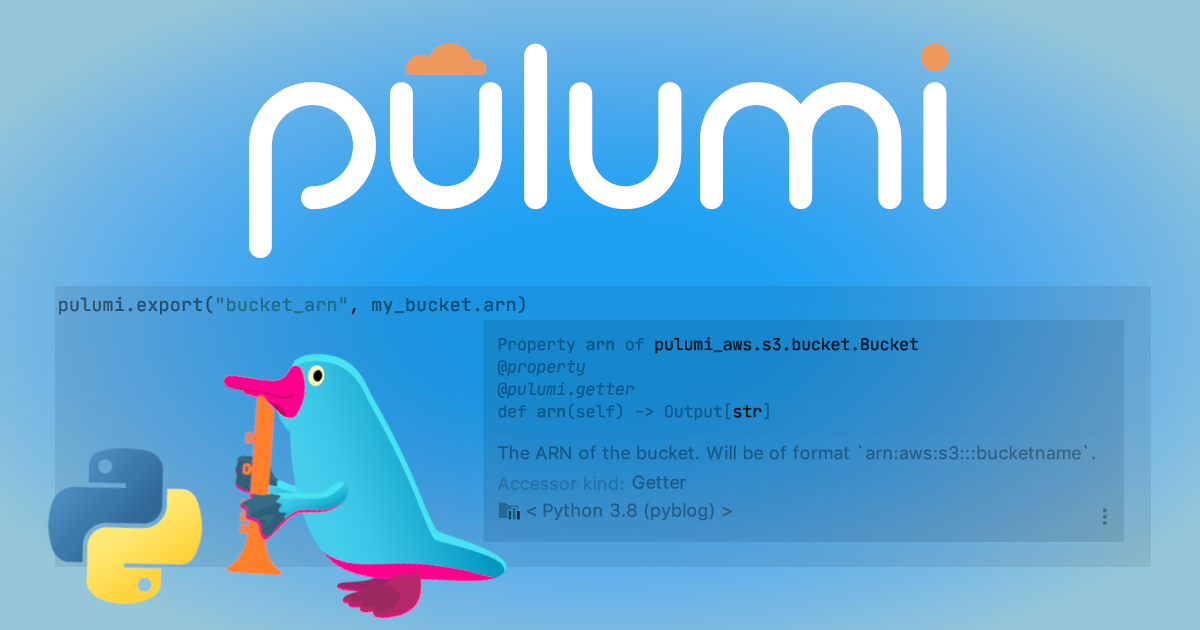 pulumi
pulumi.export("bucket_arn", my_bucket.arn)
Property arn of pulumi_aws.s3.bucket.Bucket
@property
@pulumi.getter
def arn(self) -> Output[str]
The ARN of the bucket. Will be of format `arn:aws:s3:::bucketname`.
Accessor kind: Getter
< Python 3.8 (pyblog) >